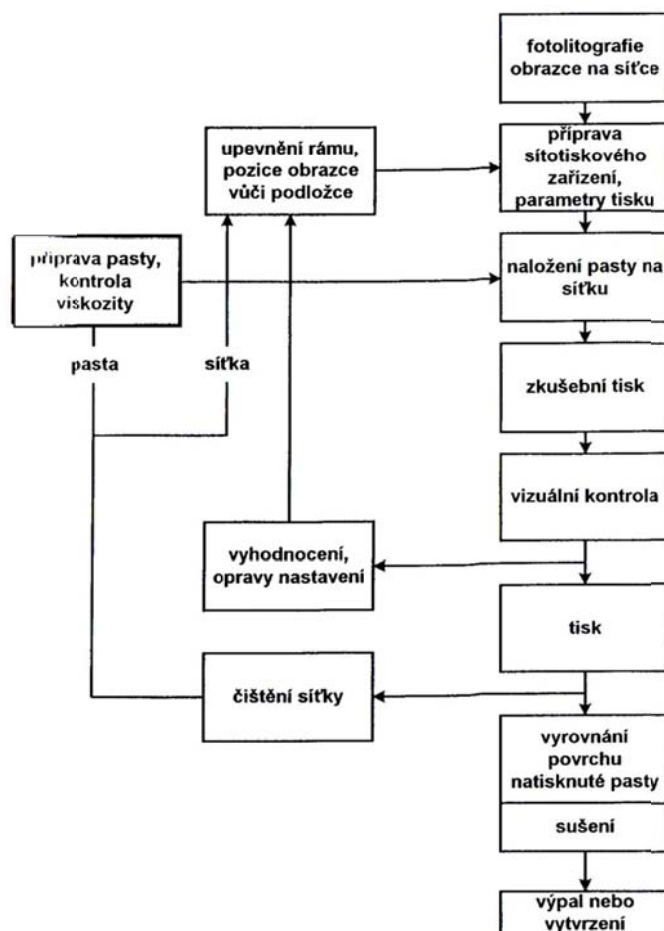 fotolitografie
obrazce na síťce
upevnění rámu,
pozice obrazce
vůči podložce
příprava
sítotiskového
zařízení,
parametry tisku
příprava pasty,
kontrola
viskozity
naložení pasty na
síťku
pasta
síťka
zkušební tisk
vizuální kontrola
vyhodnocení,
opravy nastavení
tisk
čištění síťky
vyrovnání
povrchu
natisknuté pasty
sušení
výpal nebo
vytvrzení